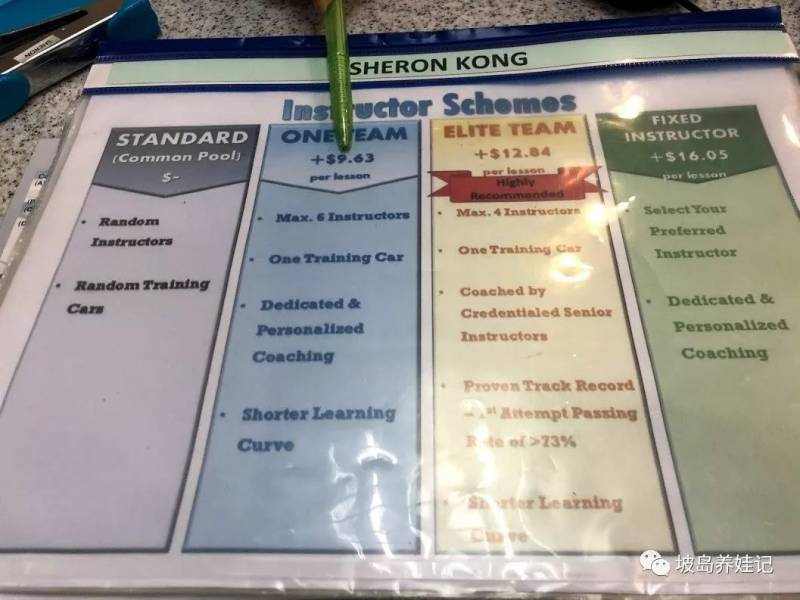 SHERON KONG
Instructor Schemes
STANDARD
(Common Pool)
$-
• Random
Instructors
• Random Training
Cars
ONE TEAM
+$9.63
per lesson
• Max. 6 Instructors
• One Training Car
• Dedicated &
Personalized
Coaching
• Shorter Learning
Curve
ELITE TEAM
+$12.84
per lesson
Highly
Recommended
• Max. 4 Instructors
• One Training Car
• Coached by
Credentialed Senior
Instructors
• Proven Track Record
– 1st Attempt Passing
Rate of >73%
• Shorter Learning
Curve
FIXED
INSTRUCTOR
+$16.05
per lesson
• Select Your
Preferred
Instructor
• Dedicated &
Personalized
Coaching
坡岛养娃记